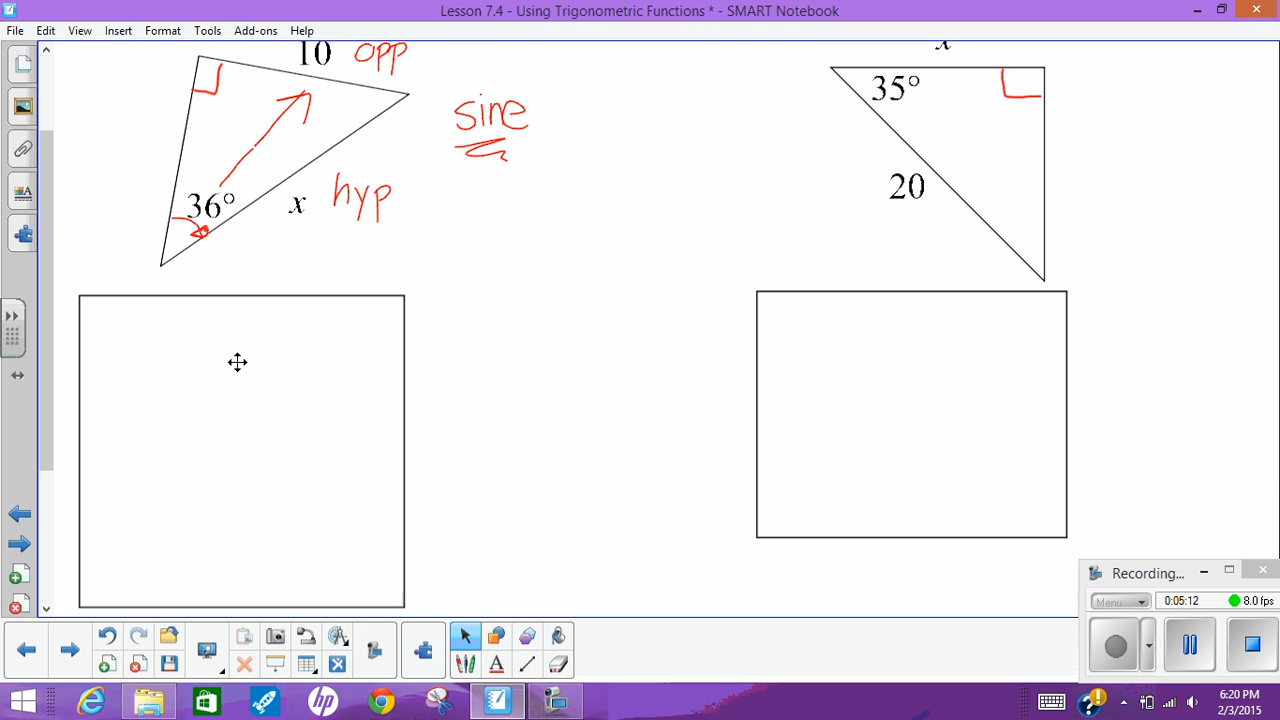 Lesson 7.4 - Using Trigonometric Functions * - SMART Notebook
File Edit View Insert Format Tools Add-ons Help
10 opp
sine
36°
x hyp
x
35°
20
Recording...
Menu
0:05:12
8.0 fps
A
hp
6:20 PM
2/3/2015